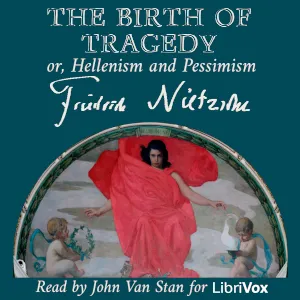 THE BIRTH OF
TRAGEDY
or, Hellenism and Pessimism
Friedrich Nietzsche
Read by John Van Stan for LibriVox